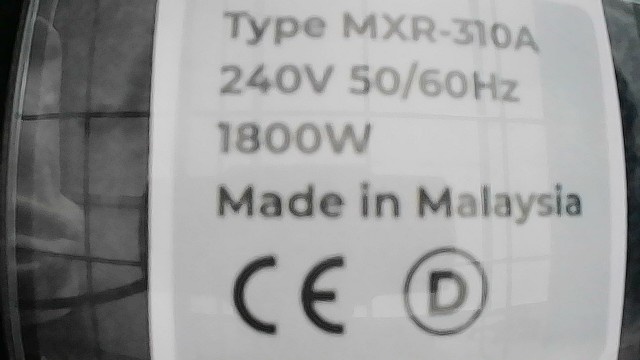 Type MXR-310A
240V 50/60Hz
1800W
Made in Malaysia
CE D